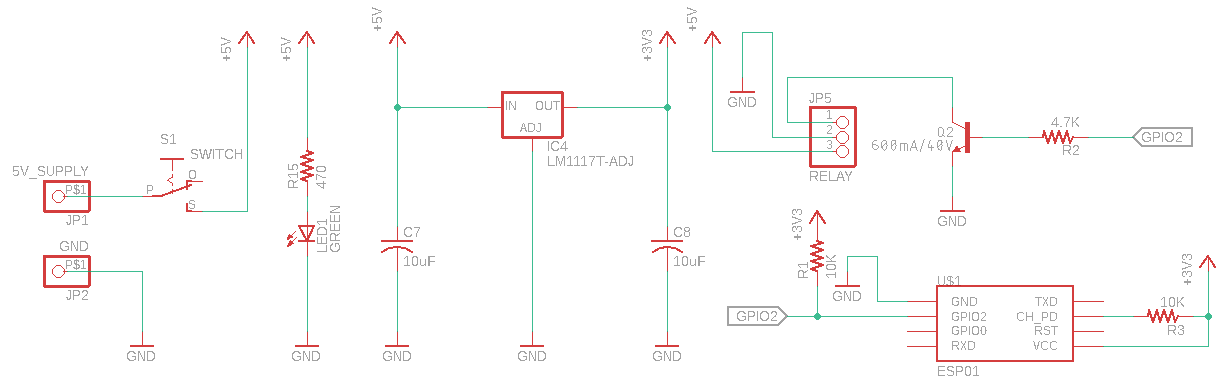 S1
SWITCH
5V_SUPPLY
P$1
P
O
S
JP1
GND
P$1
JP2
GND
+5V
+5V
R15
470
LED1
GREEN
GND
+5V
C7
10uF
GND
IN OUT
ADJ
IC4
LM1117T-ADJ
GND
+3V3
C8
10uF
GND
+5V
GND
JP5
1
2
3
RELAY
Q2
600mA/40V
GND
4.7K
R2
GPIO2
+3V3
R1
10K
GND
GPIO2
U$1
GND TXD
GPIO2 CH_PD
GPIO0 RST
RXD VCC
ESP01
10K
R3
+3V3